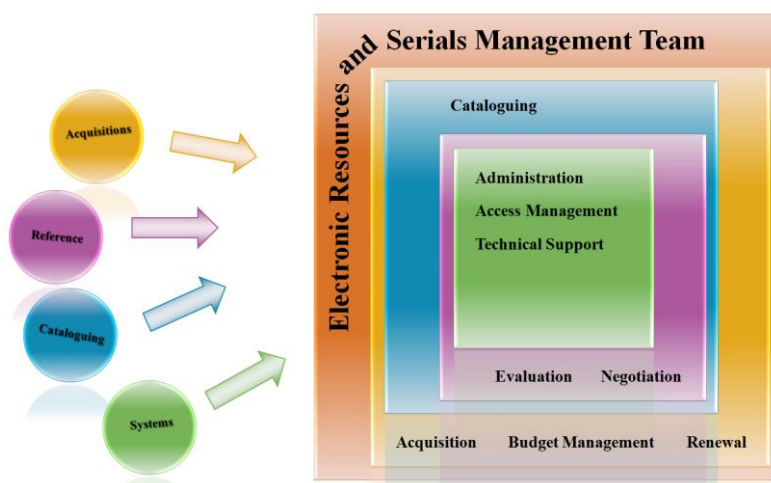 Acquisitions
Reference
Cataloguing
Systems
Electronic Resources and Serials Management Team
Cataloguing
Administration
Access Management
Technical Support
Evaluation Negotiation
Acquisition Budget Management Renewal